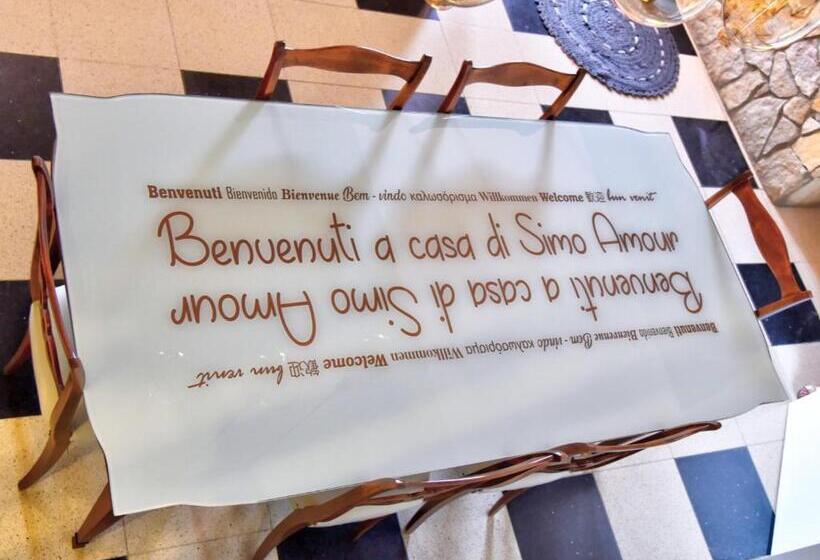 Benvenuti Bienvenido Bienvenue Bem - vindo καλωσόρισμα Willkommen Welcome 歡迎 bun venit
Benvenuti a casa di Simo Amour
Benvenuti a casa di Simo Amour
Benvenuti Bienvenido Bienvenue Bem - vindo καλωσόρισμα Willkommen Welcome 歡迎 bun venit